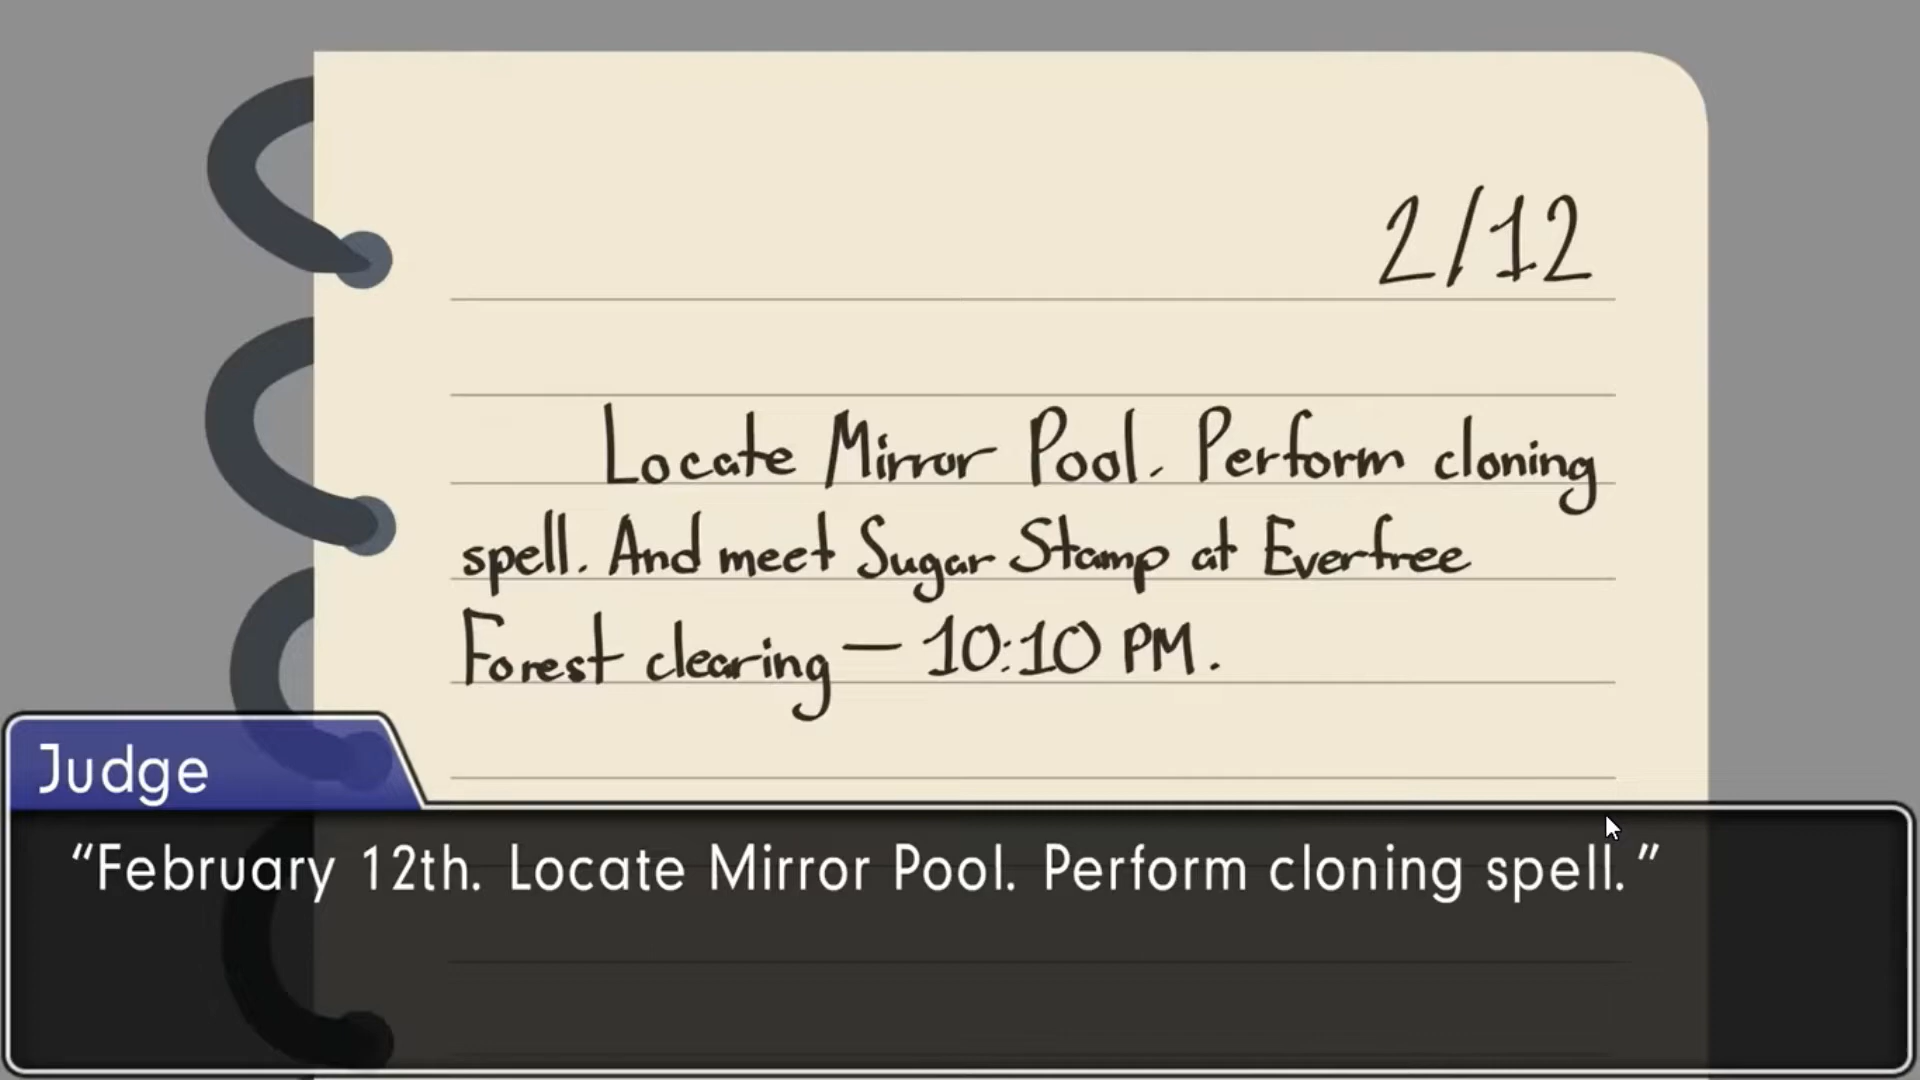 2/12
Locate Mirror Pool. Perform cloning
spell. And meet Sugar Stamp at Everfree
Forest clearing — 10:10 PM.
Judge
“February 12th. Locate Mirror Pool. Perform cloning spell.”